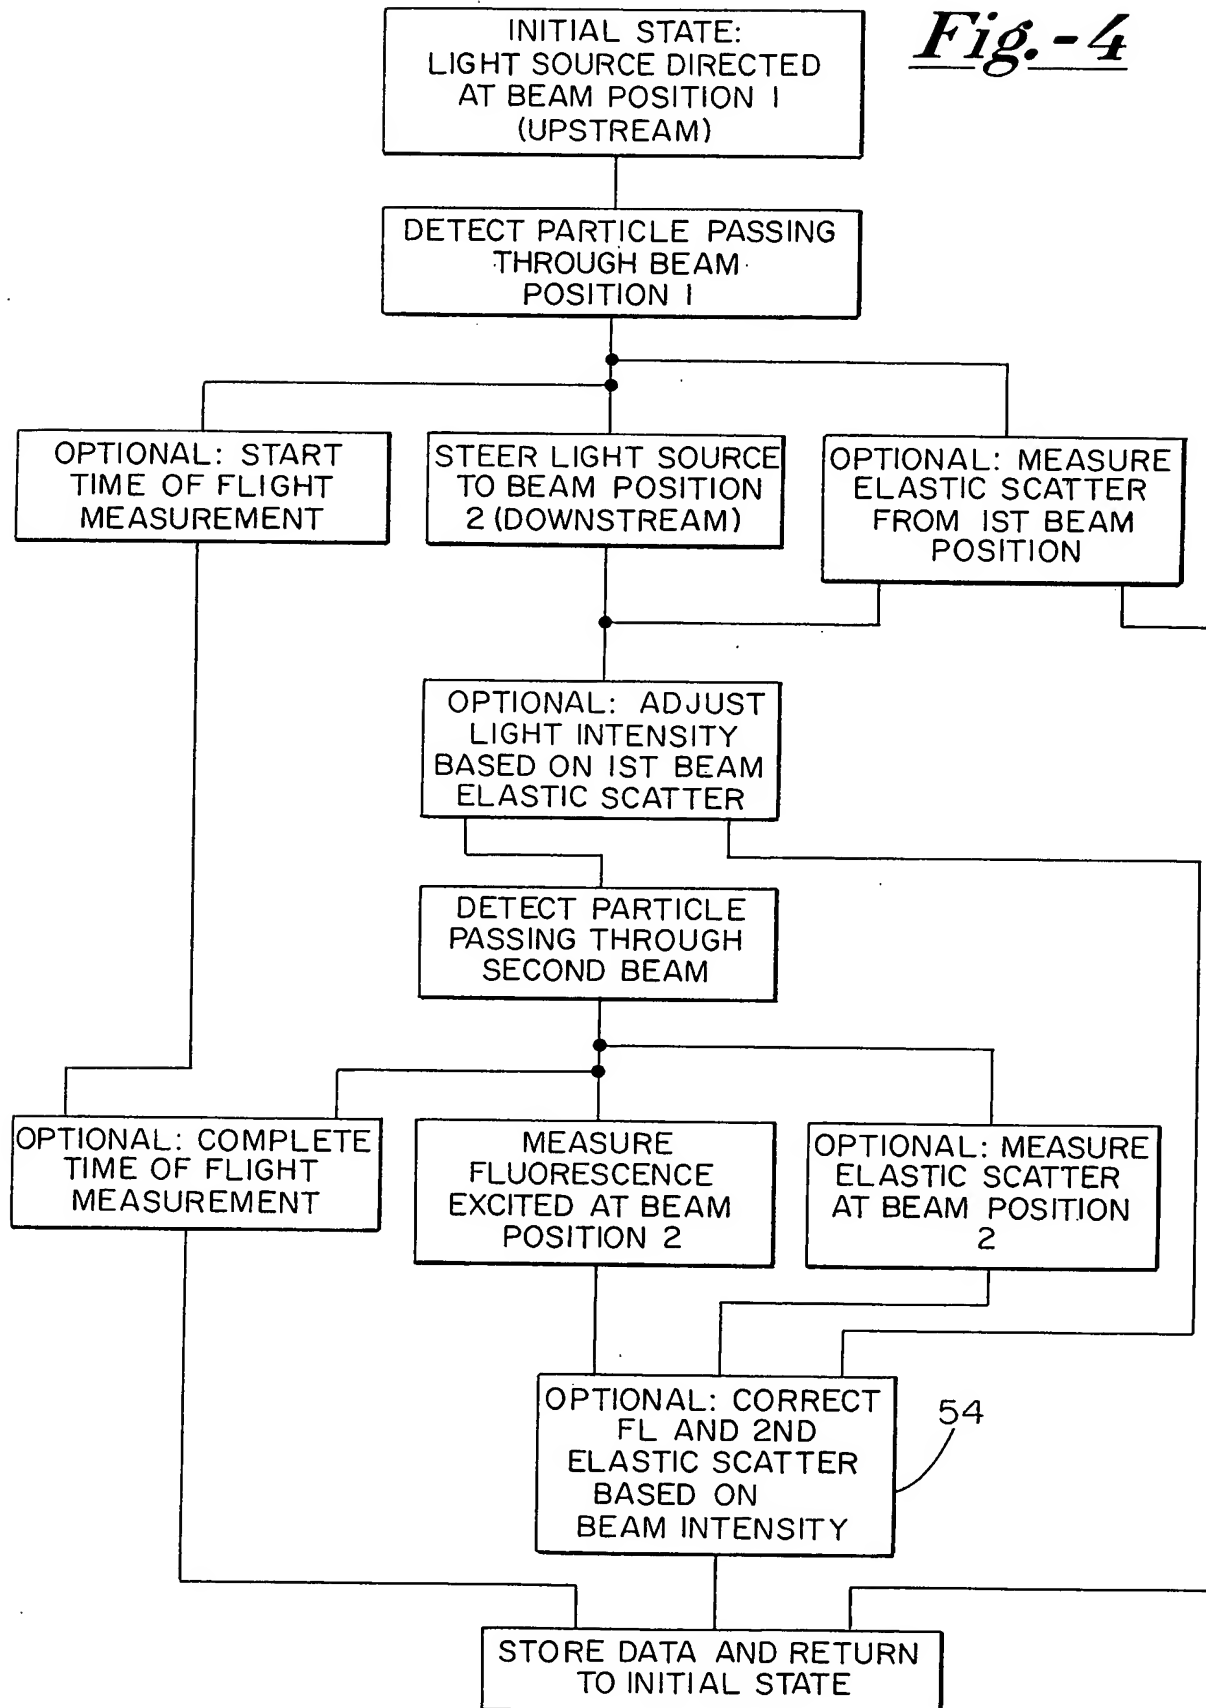 Fig.-4
INITIAL STATE:
LIGHT SOURCE DIRECTED
AT BEAM POSITION 1
(UPSTREAM)
DETECT PARTICLE PASSING
THROUGH BEAM
POSITION 1
OPTIONAL: START
TIME OF FLIGHT
MEASUREMENT
STEER LIGHT SOURCE
TO BEAM POSITION
2 (DOWNSTREAM)
OPTIONAL: MEASURE
ELASTIC SCATTER
FROM 1ST BEAM
POSITION
OPTIONAL: ADJUST
LIGHT INTENSITY
BASED ON 1ST BEAM
ELASTIC SCATTER
DETECT PARTICLE
PASSING THROUGH
SECOND BEAM
OPTIONAL: COMPLETE
TIME OF FLIGHT
MEASUREMENT
MEASURE
FLUORESCENCE
EXCITED AT BEAM
POSITION 2
OPTIONAL: MEASURE
ELASTIC SCATTER
AT BEAM POSITION
2
OPTIONAL: CORRECT
FL AND 2ND
ELASTIC SCATTER
BASED ON
BEAM INTENSITY
54
STORE DATA AND RETURN
TO INITIAL STATE